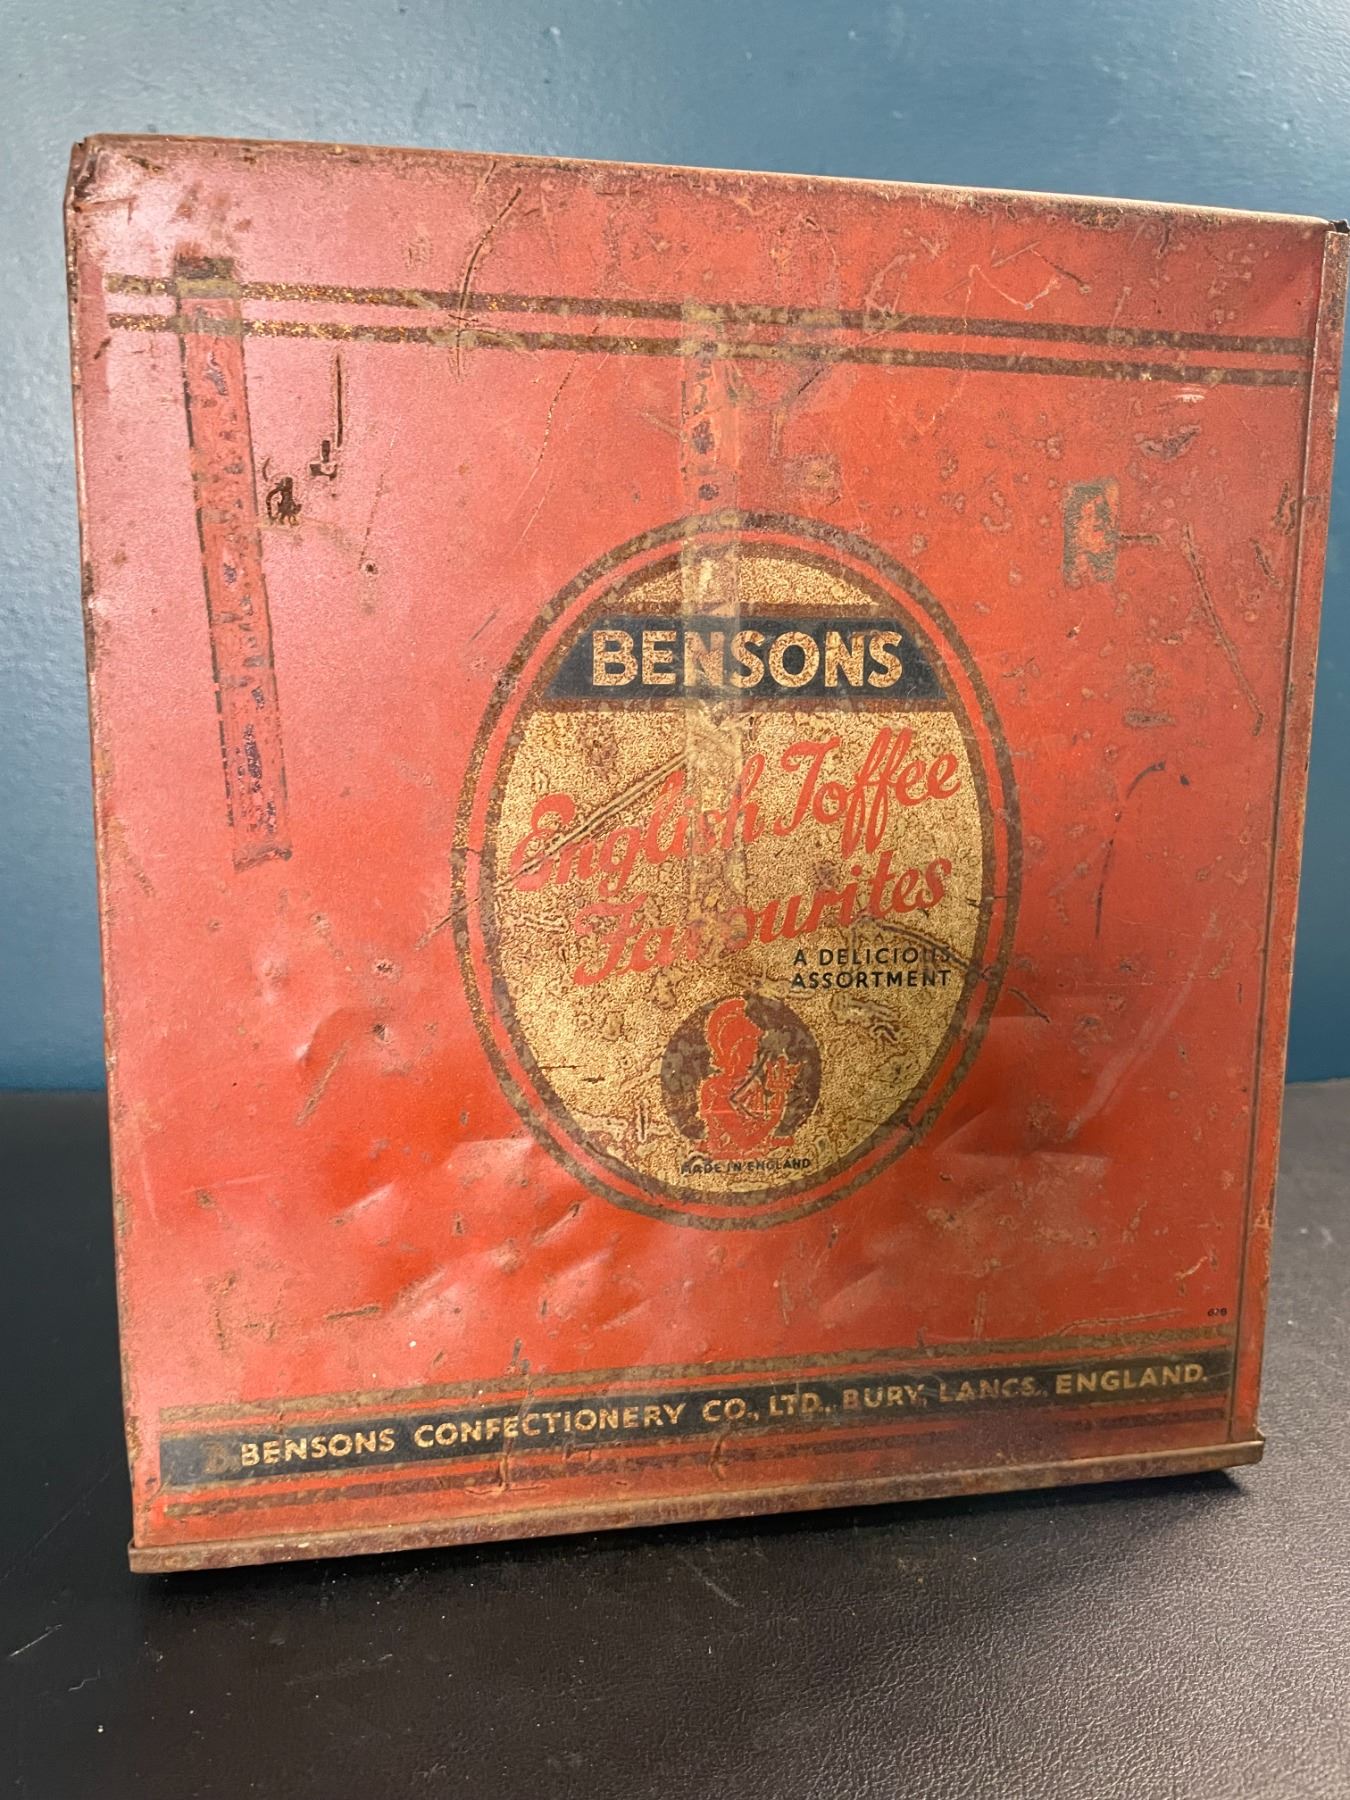 BENSONS
English Toffee
Favourites
A DELICIOUS
ASSORTMENT
MADE IN ENGLAND
BENSONS CONFECTIONERY CO., LTD., BURY, LANCS., ENGLAND.